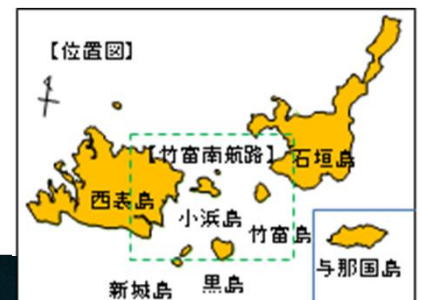 【位置図】
【竹富南航路】
石垣島
西表島
小浜島
竹富島
与那国島
新城島
黒島